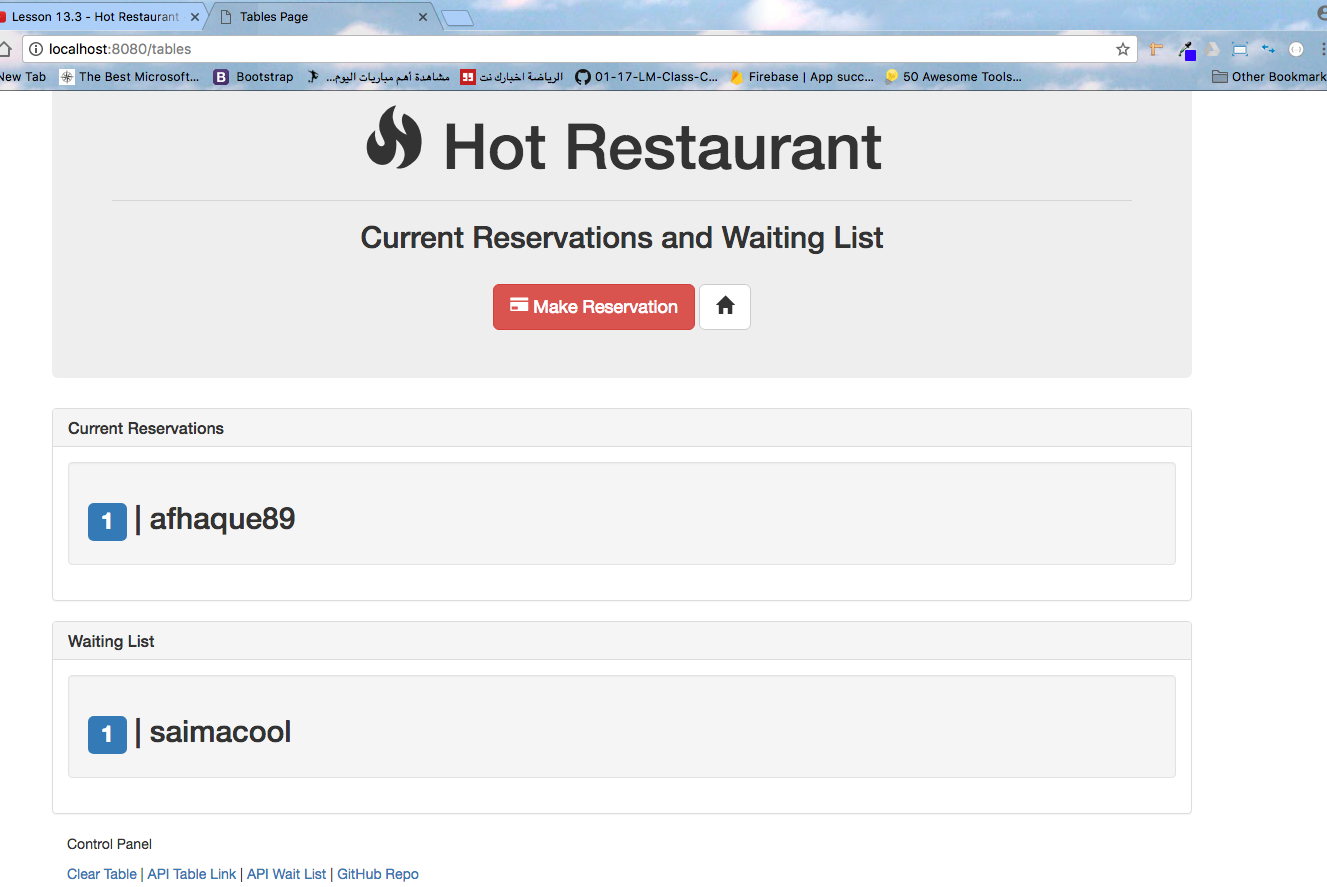 Lesson 13.3 - Hot Restaurant
Tables Page
localhost:8080/tables
New Tab
The Best Microsoft...
Bootstrap
مشاهدة أهم مباريات اليوم...
الرياضة اخبارك نت
01-17-LM-Class-C...
Firebase | App succ...
50 Awesome Tools...
Other Bookmark
Hot Restaurant
Current Reservations and Waiting List
Make Reservation
Current Reservations
1 | afhaque89
Waiting List
1 | saimacool
Control Panel
Clear Table | API Table Link | API Wait List | GitHub Repo